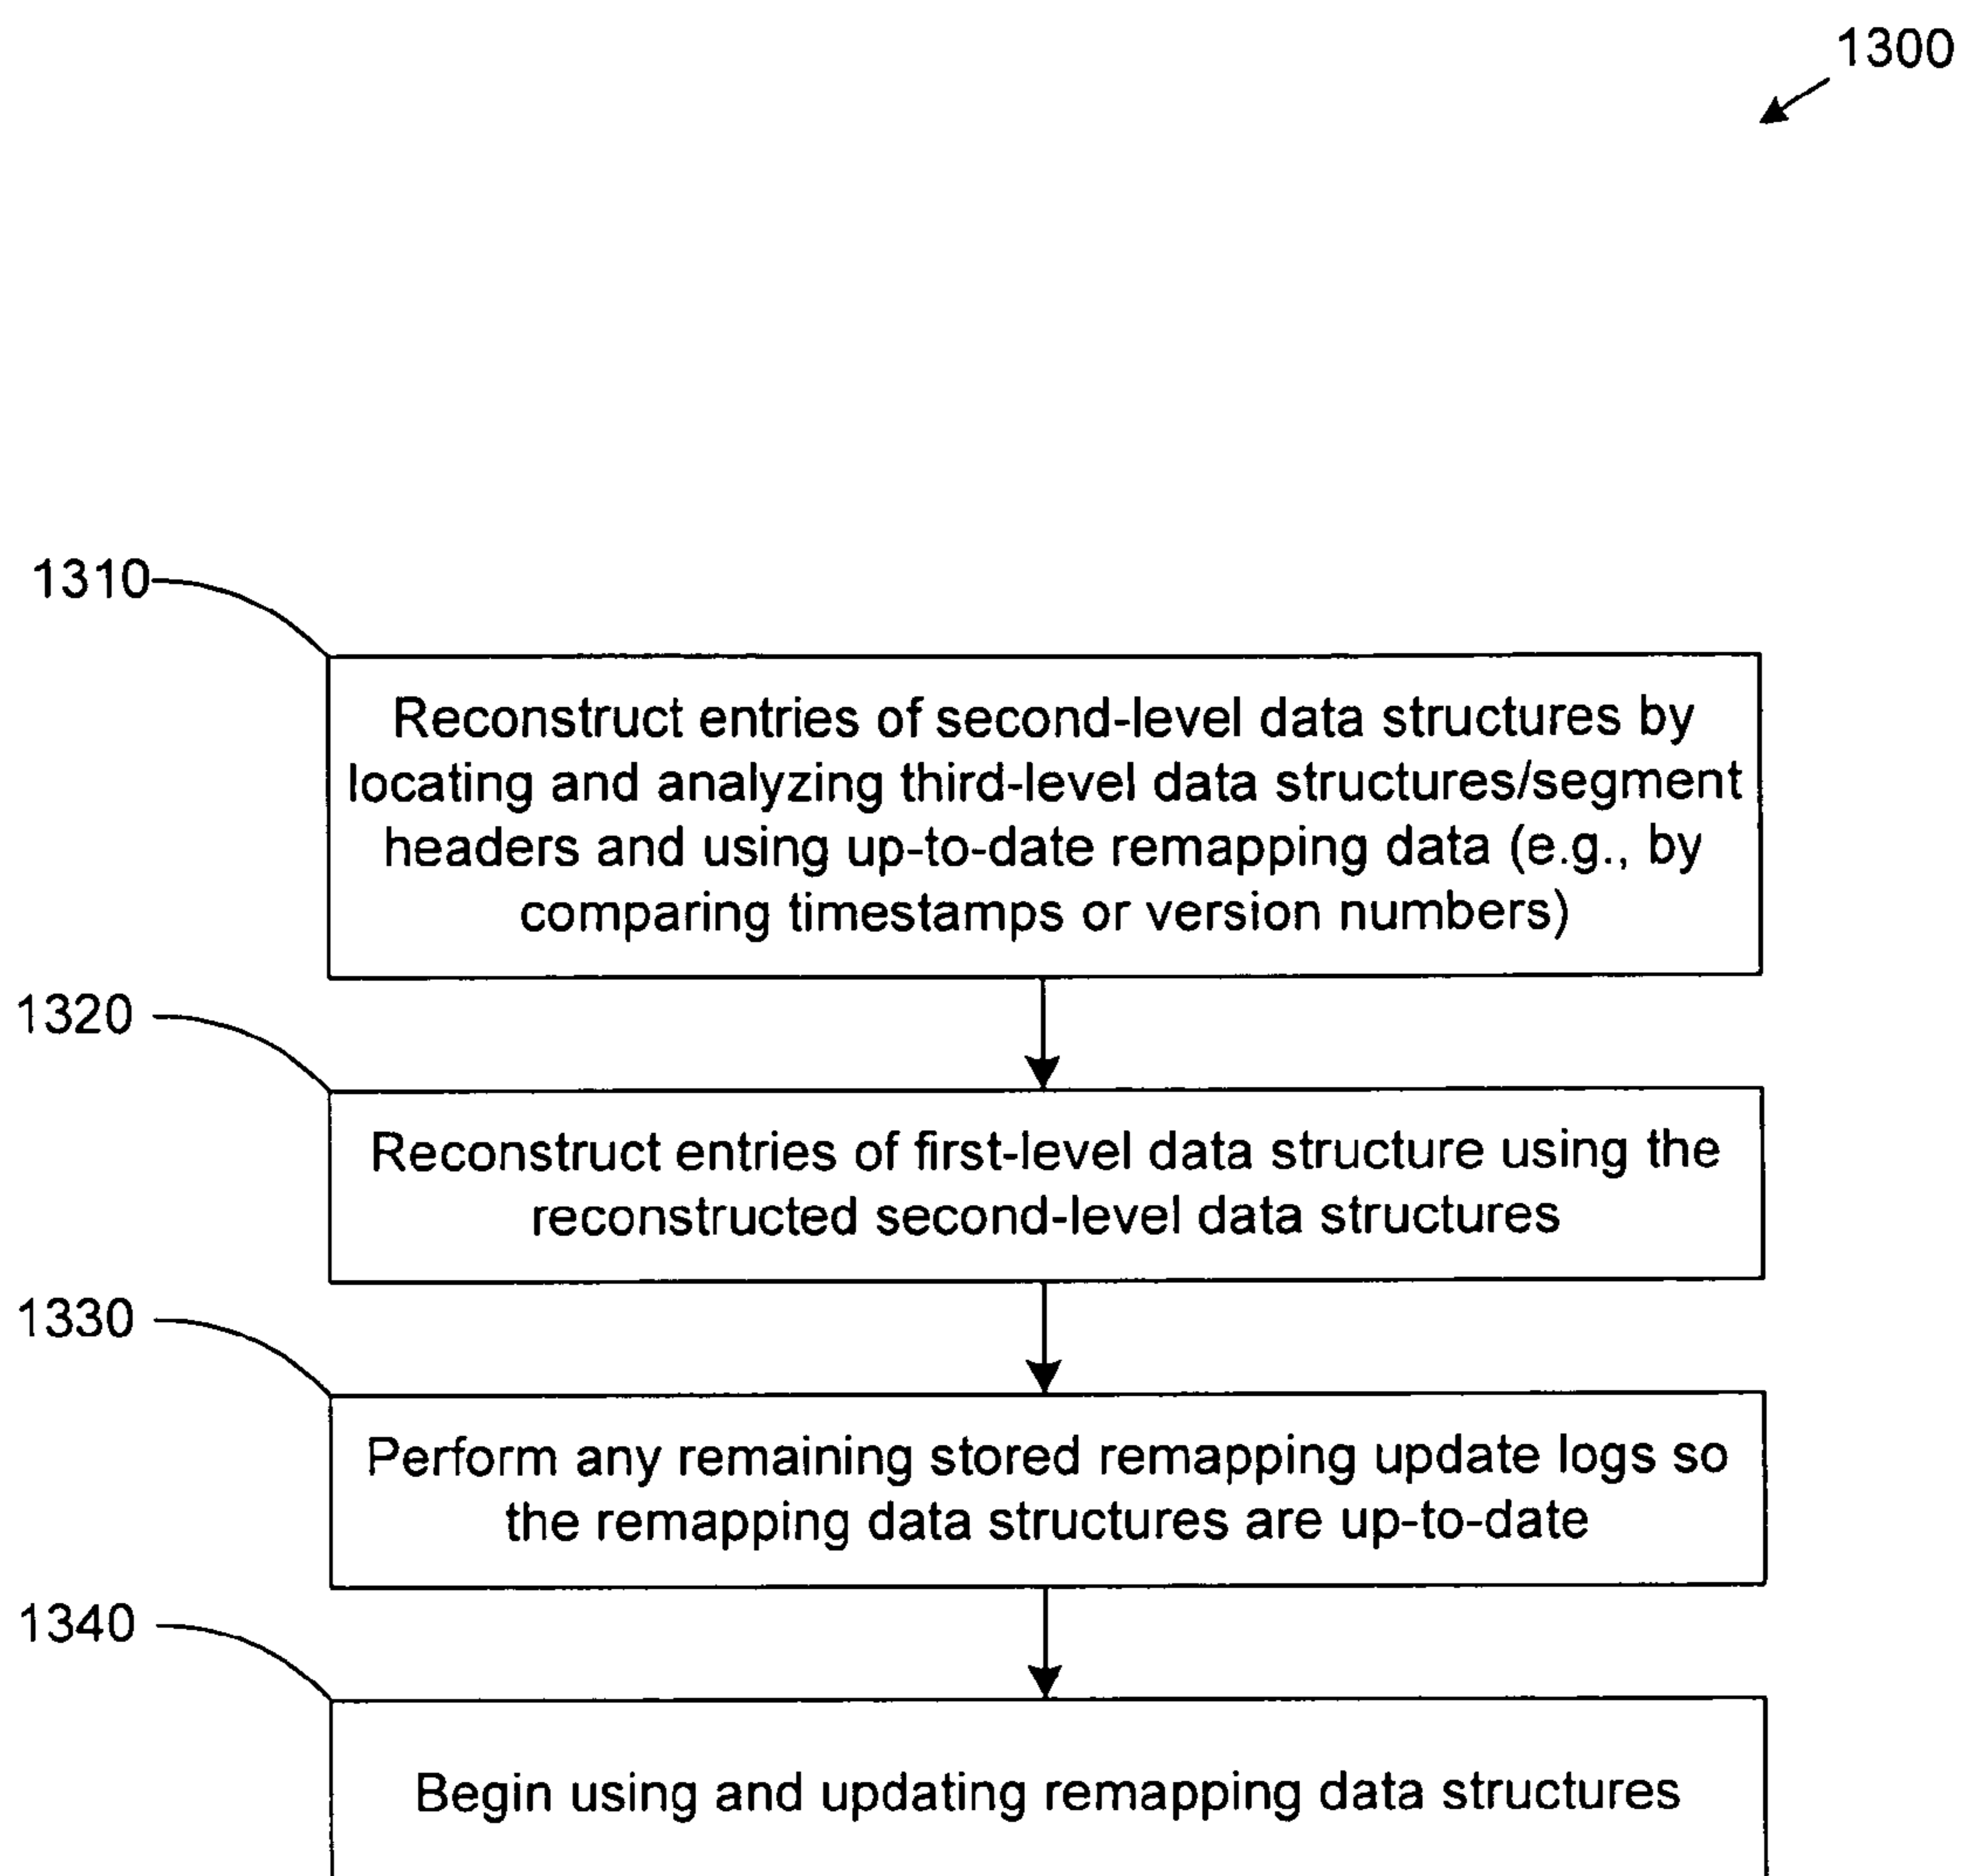 1300
1310
Reconstruct entries of second-level data structures by
locating and analyzing third-level data structures/segment
headers and using up-to-date remapping data (e.g., by
comparing timestamps or version numbers)
1320
Reconstruct entries of first-level data structure using the
reconstructed second-level data structures
1330
Perform any remaining stored remapping update logs so
the remapping data structures are up-to-date
1340
Begin using and updating remapping data structures